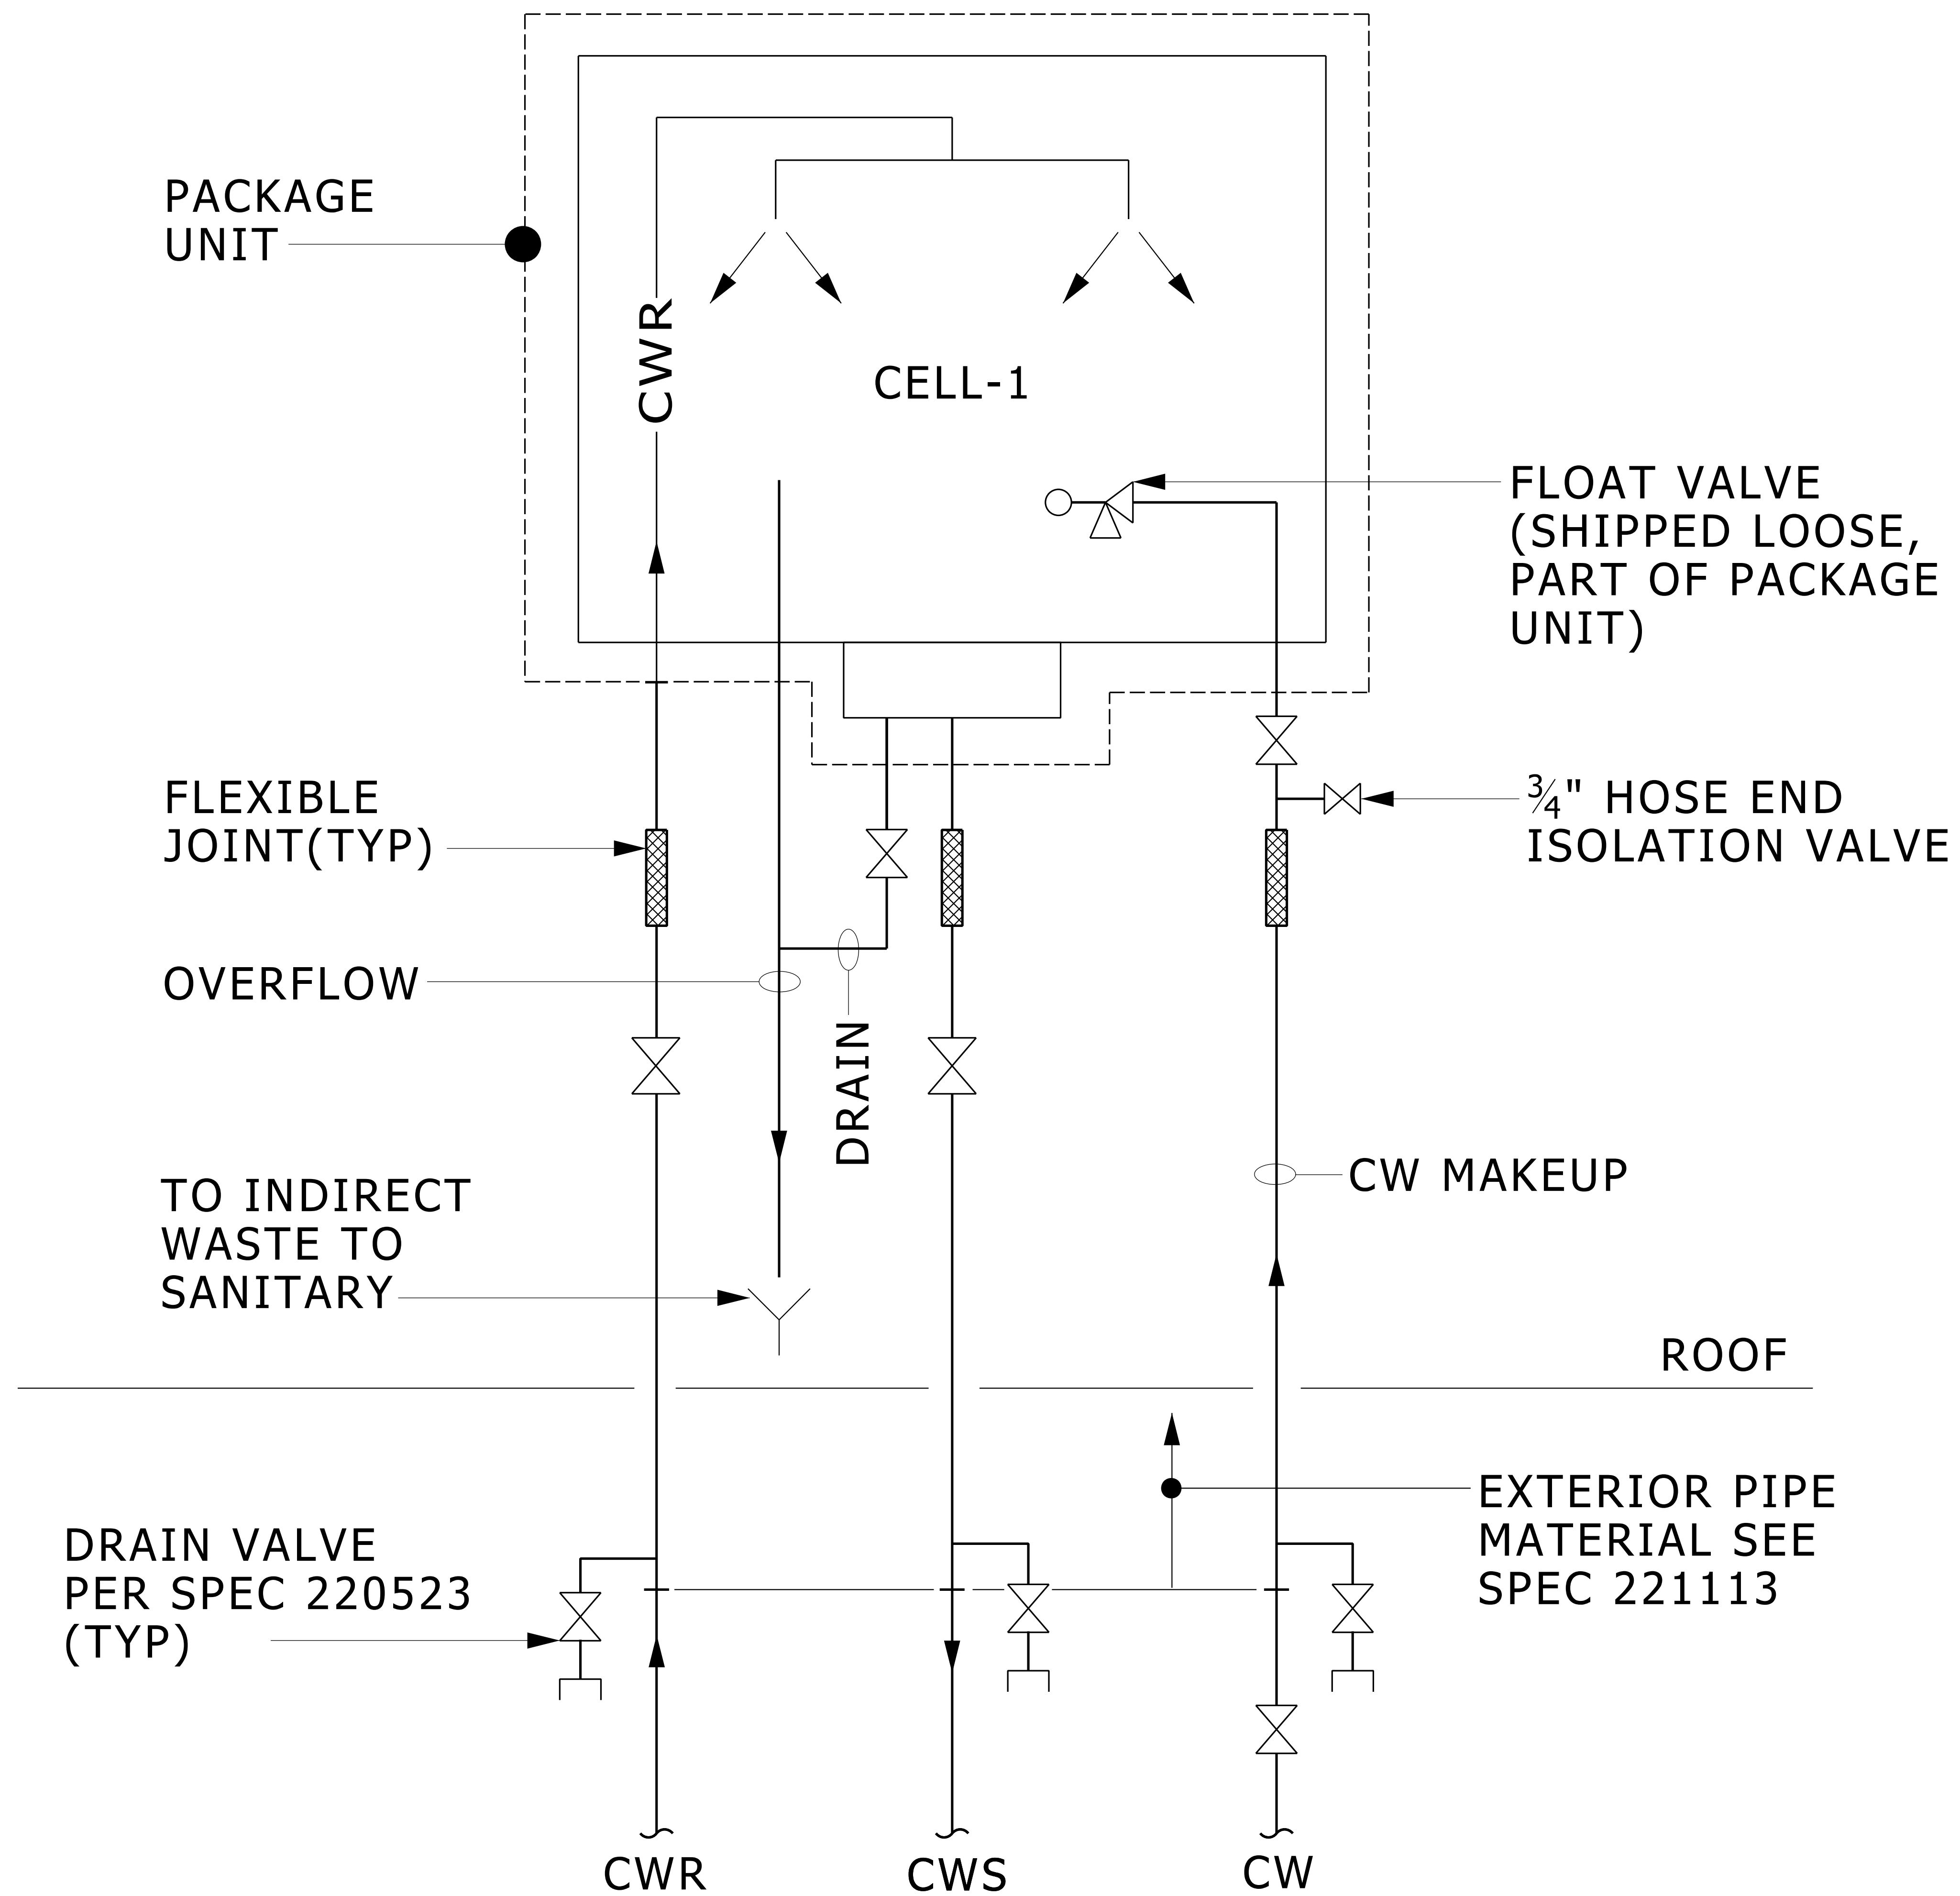 PACKAGE
UNIT
CWR
CELL-1
FLOAT VALVE
(SHIPPED LOOSE,
PART OF PACKAGE
UNIT)
FLEXIBLE
JOINT(TYP)
¾" HOSE END
ISOLATION VALVE
OVERFLOW
DRAIN
CW MAKEUP
TO INDIRECT
WASTE TO
SANITARY
ROOF
EXTERIOR PIPE
MATERIAL SEE
SPEC 221113
DRAIN VALVE
PER SPEC 220523
(TYP)
CWR
CWS
CW